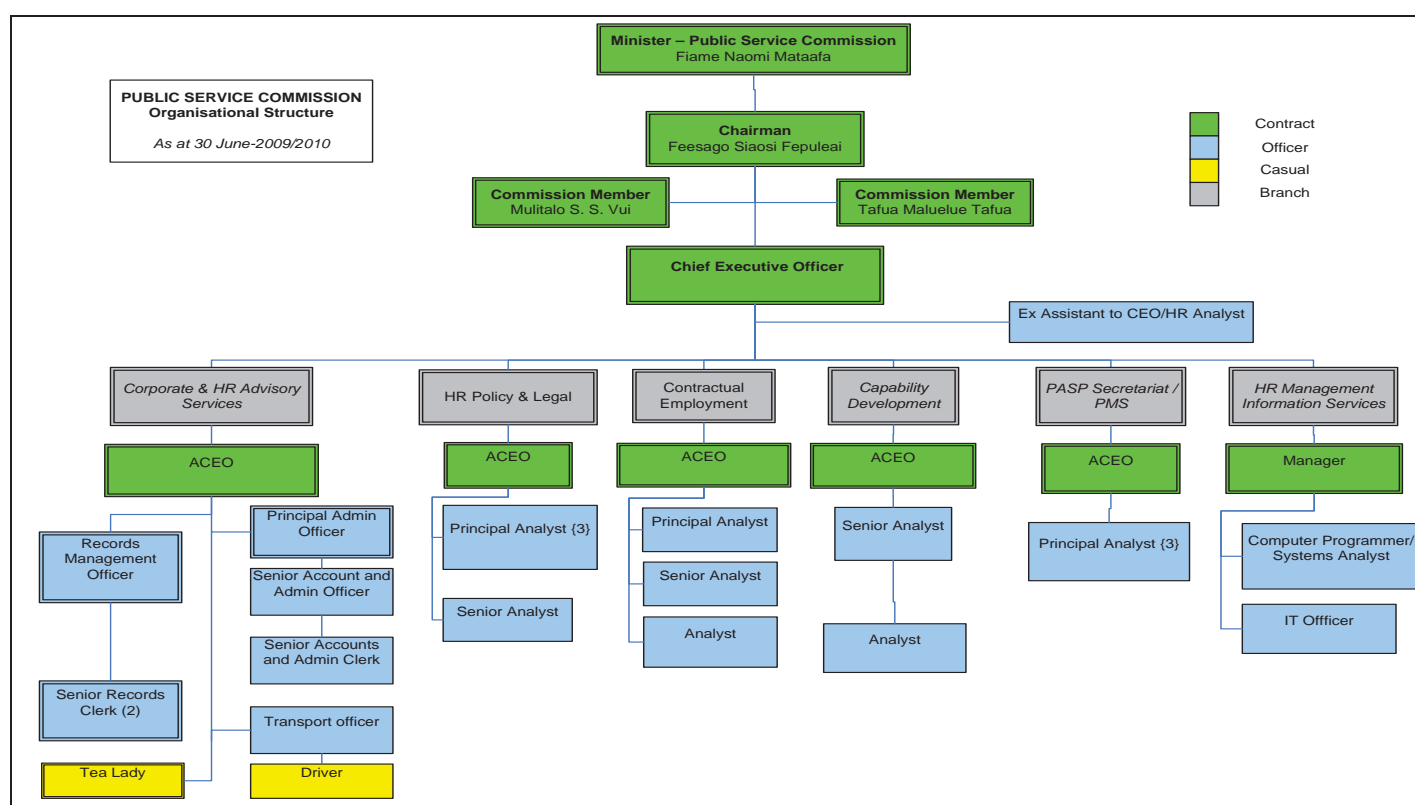 Minister – Public Service Commission
Fiame Naomi Mataafa
PUBLIC SERVICE COMMISSION
Organisational Structure
As at 30 June-2009/2010
Chairman
Feesago Siaosi Fepuleai
Contract
Officer
Casual
Branch
Commission Member
Mulitalo S. S. Vui
Commission Member
Tafua Maluelue Tafua
Chief Executive Officer
Ex Assistant to CEO/HR Analyst
Corporate & HR Advisory
Services
HR Policy & Legal
Contractual
Employment
Capability
Development
PASP Secretariat /
PMS
HR Management
Information Services
ACEO
ACEO
ACEO
ACEO
ACEO
Manager
Records
Management
Officer
Principal Admin
Officer
Senior Account and
Admin Officer
Senior Accounts
and Admin Clerk
Senior Records
Clerk (2)
Transport officer
Tea Lady
Driver
Principal Analyst {3}
Senior Analyst
Principal Analyst
Senior Analyst
Analyst
Senior Analyst
Analyst
Principal Analyst {3}
Computer Programmer/
Systems Analyst
IT Offficer